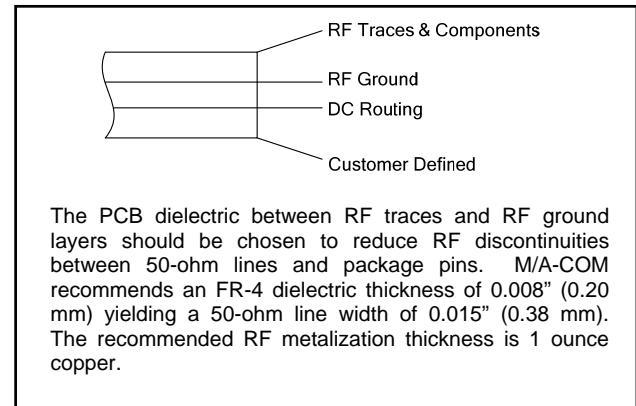 RF Traces & Components
RF Ground
DC Routing
Customer Defined
The PCB dielectric between RF traces and RF ground
layers should be chosen to reduce RF discontinuities
between 50-ohm lines and package pins. M/A-COM
recommends an FR-4 dielectric thickness of 0.008” (0.20
mm) yielding a 50-ohm line width of 0.015” (0.38 mm).
The recommended RF metalization thickness is 1 ounce
copper.